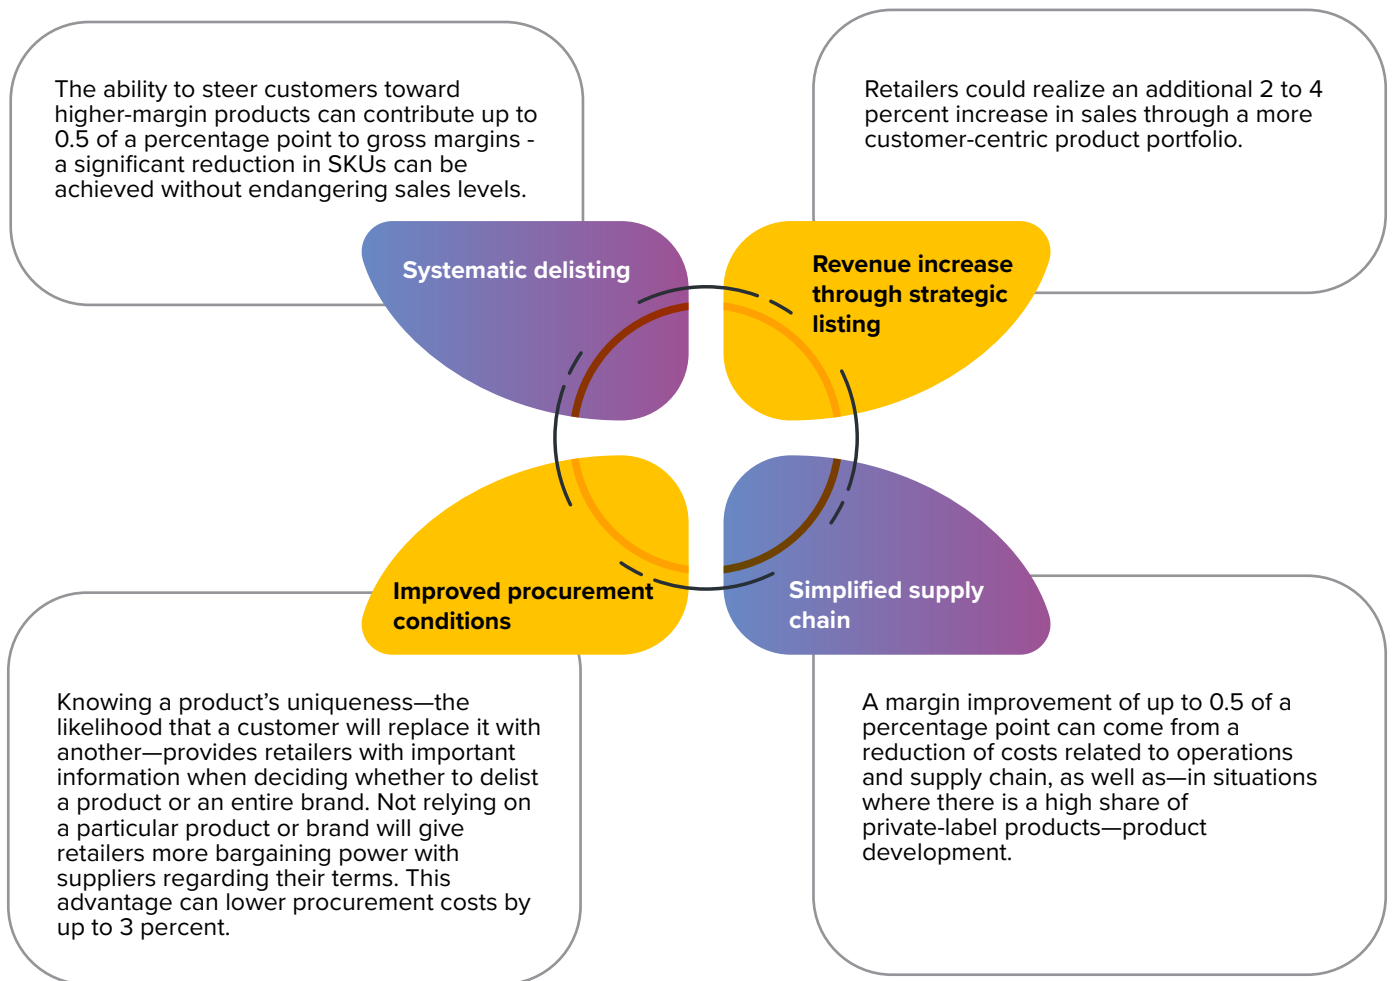 The ability to steer customers toward
higher-margin products can contribute up to
0.5 of a percentage point to gross margins -
a significant reduction in SKUs can be
achieved without endangering sales levels.
Systematic delisting
Retailers could realize an additional 2 to 4
percent increase in sales through a more
customer-centric product portfolio.
Revenue increase
through strategic
listing
Improved procurement
conditions
Knowing a product’s uniqueness—the
likelihood that a customer will replace it with
another—provides retailers with important
information when deciding whether to delist
a product or an entire brand. Not relying on
a particular product or brand will give
retailers more bargaining power with
suppliers regarding their terms. This
advantage can lower procurement costs by
up to 3 percent.
Simplified supply
chain
A margin improvement of up to 0.5 of a
percentage point can come from a
reduction of costs related to operations
and supply chain, as well as—in situations
where there is a high share of
private-label products—product
development.